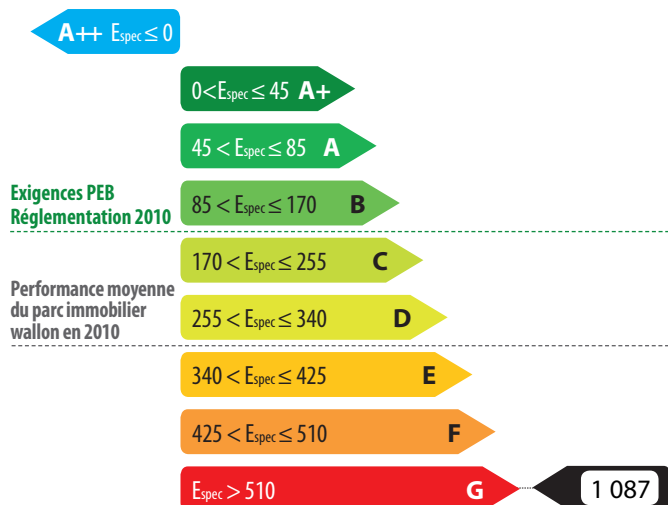 A++ Espec ≤ 0
0<Espec ≤ 45 A+
45 < Espec ≤ 85 A
Exigences PEB
Réglementation 2010
85 < Espec ≤ 170 B
170 < Espec ≤ 255 C
Performance moyenne
du parc immobilier
wallon en 2010
255 < Espec ≤ 340 D
340 < Espec ≤ 425 E
425 < Espec ≤ 510 F
Espec > 510 G 1 087